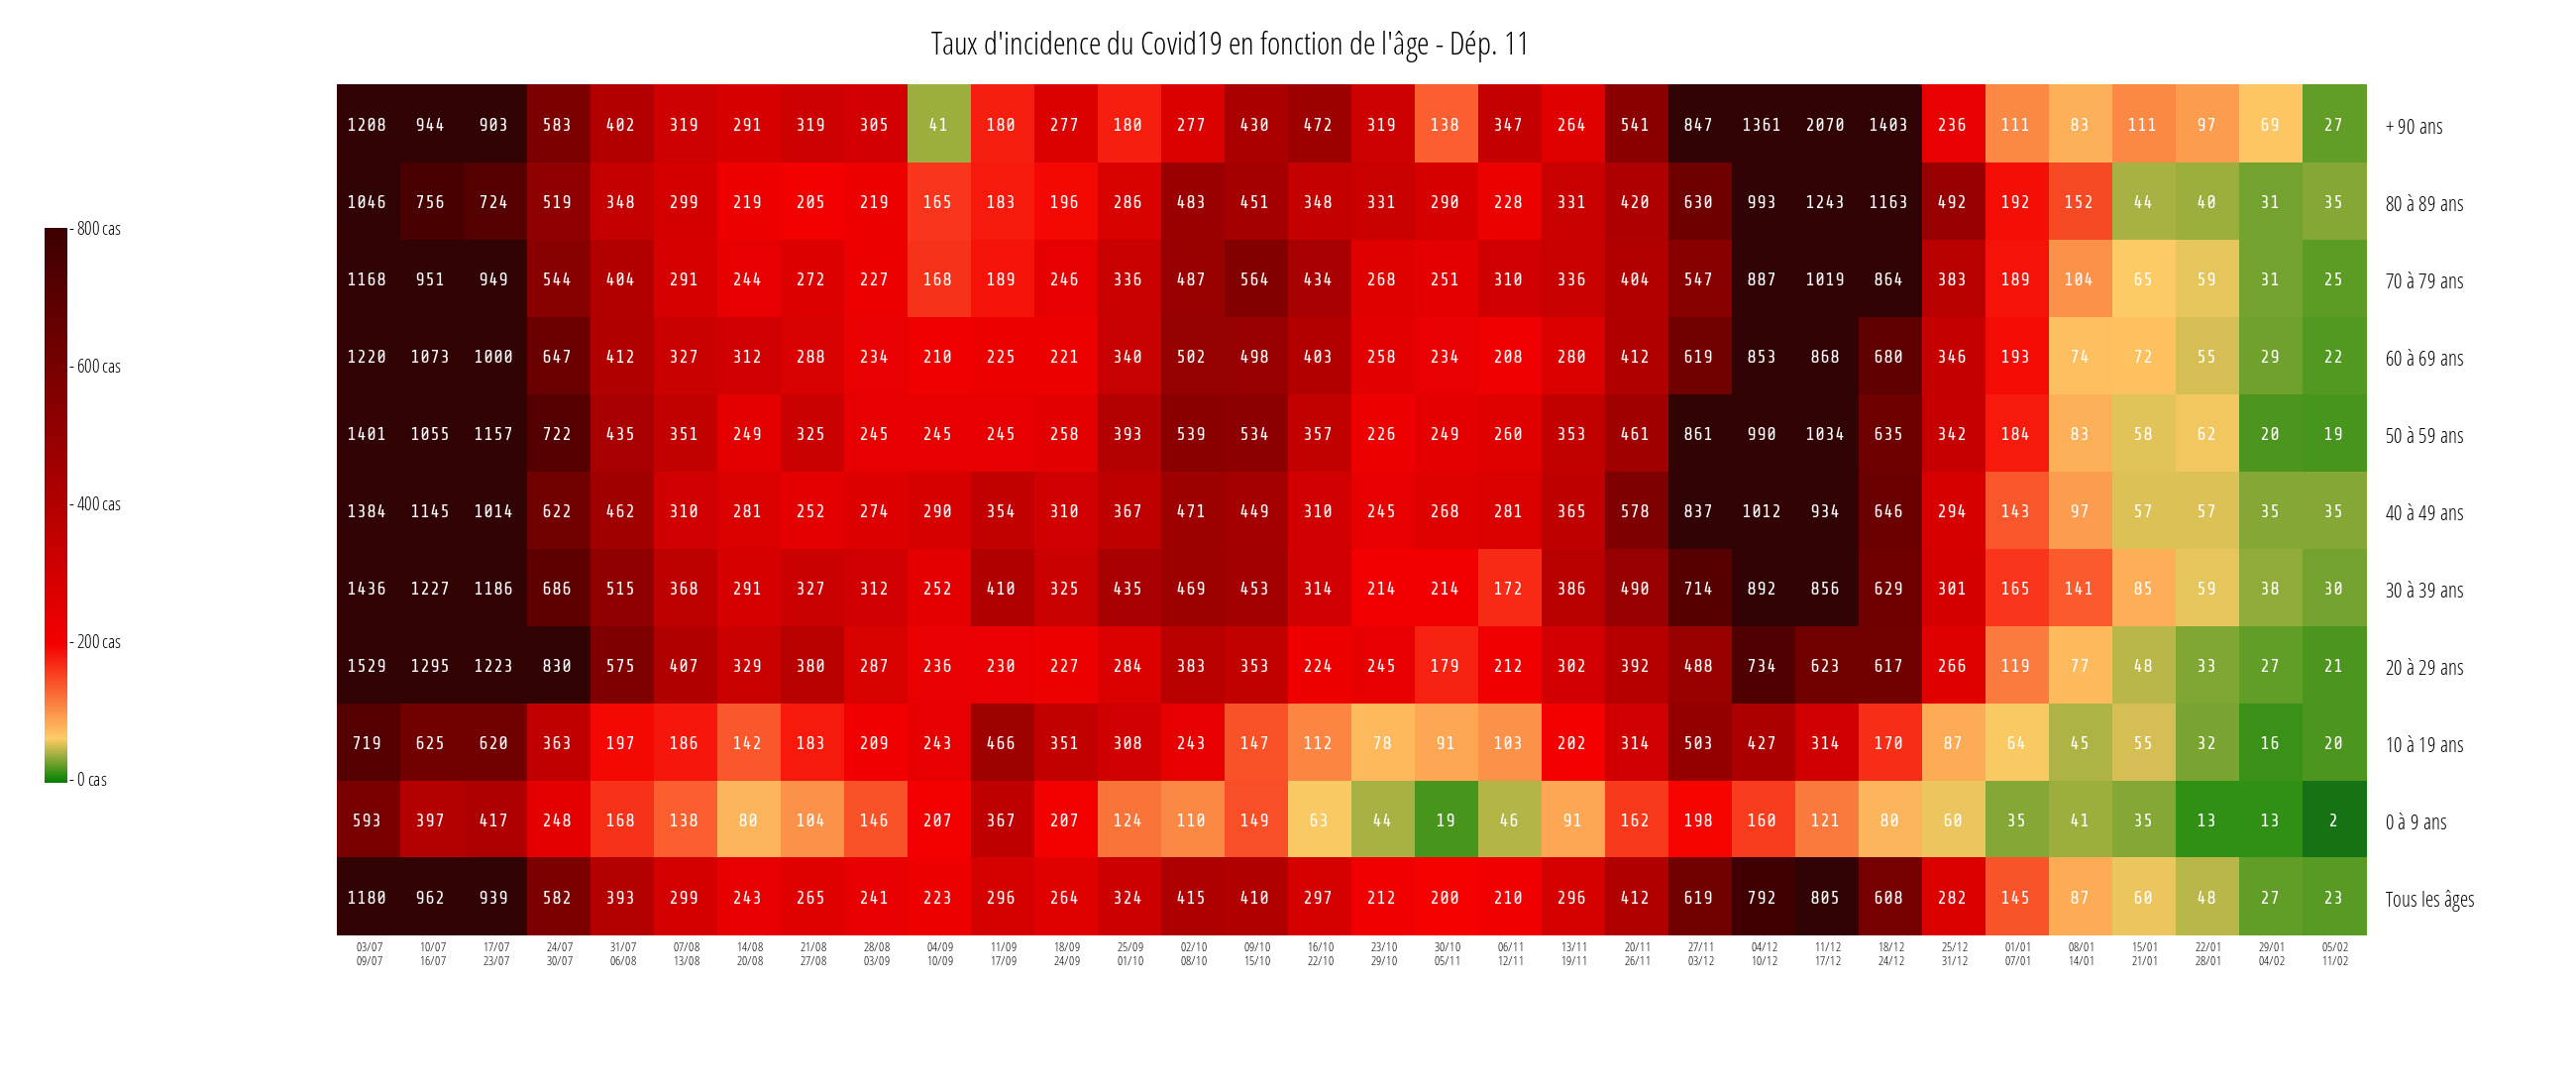 Taux d'incidence du Covid19 en fonction de l'âge - Dép. 11
- 800 cas
- 600 cas
- 400 cas
- 200 cas
- 0 cas
1208 944 903 583 402 319 291 319 305 41 180 277 180 277 430 472 319 138 347 264 541 847 1361 2070 1403 236 111 83 111 97 69 27 + 90 ans
1046 756 724 519 348 299 219 205 219 165 183 196 286 483 451 348 331 290 228 331 420 630 993 1243 1163 492 192 152 44 40 31 35 80 à 89 ans
1168 951 949 544 404 291 244 272 227 168 189 246 336 487 564 434 268 251 310 336 404 547 887 1019 864 383 189 104 65 59 31 25 70 à 79 ans
1220 1073 1000 647 412 327 312 288 234 210 225 221 340 502 498 403 258 234 208 280 412 619 853 868 680 346 193 74 72 55 29 22 60 à 69 ans
1401 1055 1157 722 435 351 249 325 245 245 245 258 393 539 534 357 226 249 260 353 461 861 990 1034 635 342 184 83 58 62 20 19 50 à 59 ans
1384 1145 1014 622 462 310 281 252 274 290 354 310 367 471 449 310 245 268 281 365 578 837 1012 934 646 294 143 97 57 57 35 35 40 à 49 ans
1436 1227 1186 686 515 368 291 327 312 252 410 325 435 469 453 314 214 214 172 386 490 714 892 856 629 301 165 141 85 59 38 30 30 à 39 ans
1529 1295 1223 830 575 407 329 380 287 236 230 227 284 383 353 224 245 179 212 302 392 488 734 623 617 266 119 77 48 33 27 21 20 à 29 ans
719 625 620 363 197 186 142 183 209 243 466 351 308 243 147 112 78 91 103 202 314 503 427 314 170 87 64 45 55 32 16 20 10 à 19 ans
593 397 417 248 168 138 80 104 146 207 367 207 124 110 149 63 44 19 46 91 162 198 160 121 80 60 35 41 35 13 13 2 0 à 9 ans
1180 962 939 582 393 299 243 265 241 223 296 264 324 415 410 297 212 200 210 296 412 619 792 805 608 282 145 87 60 48 27 23 Tous les âges
03/07 10/07 17/07 24/07 31/07 07/08 14/08 21/08 28/08 04/09 11/09 18/09 25/09 02/10 09/10 16/10 23/10 30/10 06/11 13/11 20/11 27/11 04/12 11/12 18/12 25/12 01/01 08/01 15/01 22/01 29/01 05/02
09/07 16/07 23/07 30/07 06/08 13/08 20/08 27/08 03/09 10/09 17/09 24/09 01/10 08/10 15/10 22/10 29/10 05/11 12/11 19/11 26/11 03/12 10/12 17/12 24/12 31/12 07/01 14/01 21/01 28/01 04/02 11/02